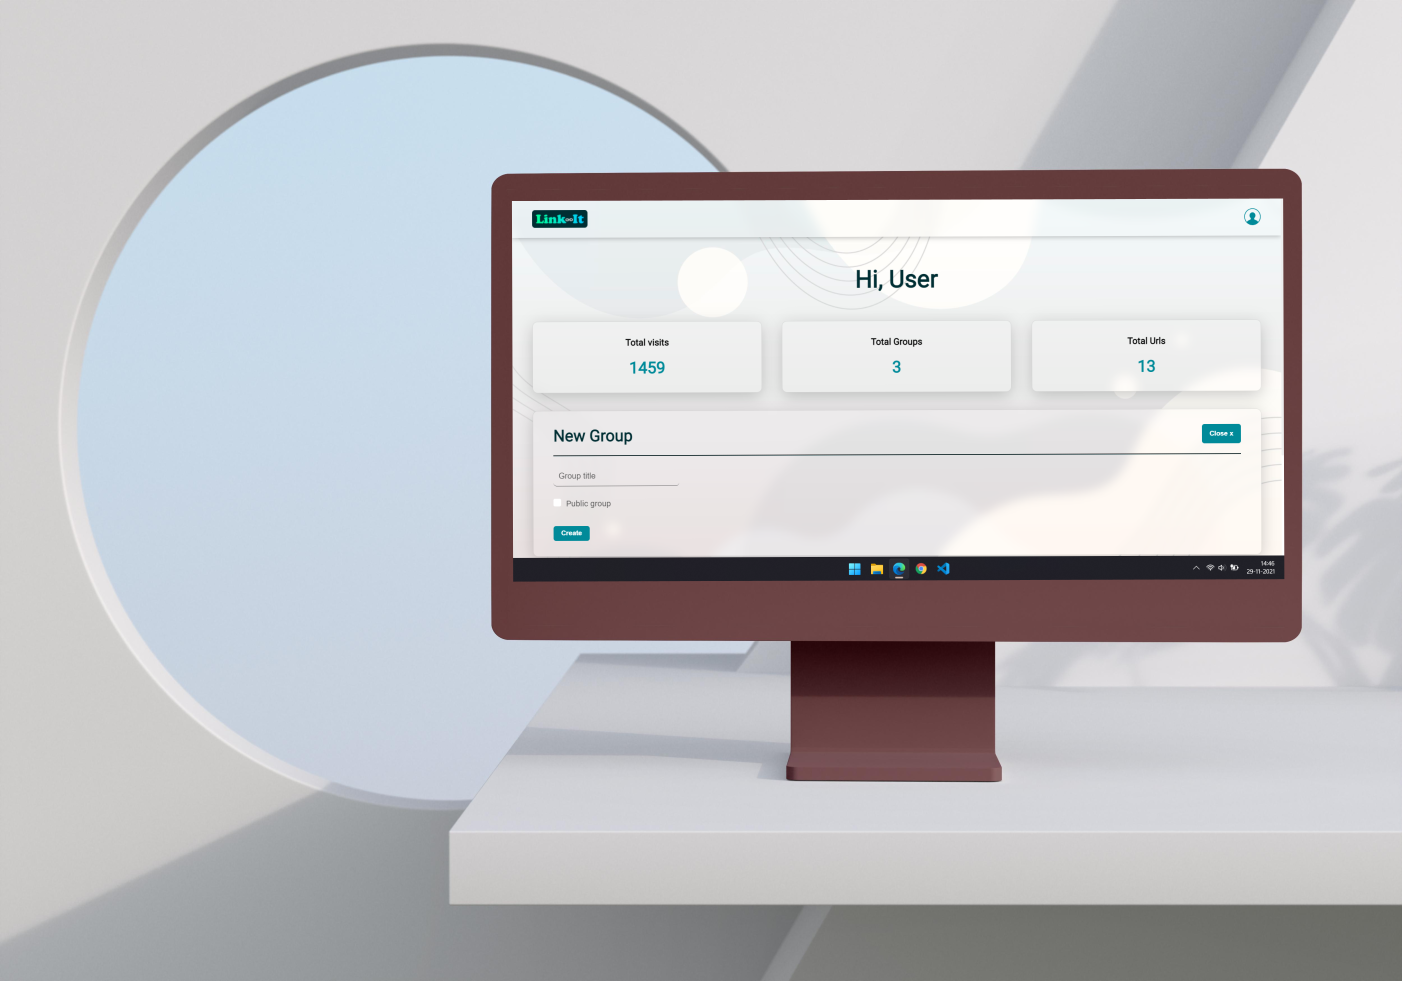 Link-It
Hi, User
Total visits
1459
Total Groups
3
Total Urls
13
New Group
Close x
Group title
Public group
Create
14:46
29-11-2021